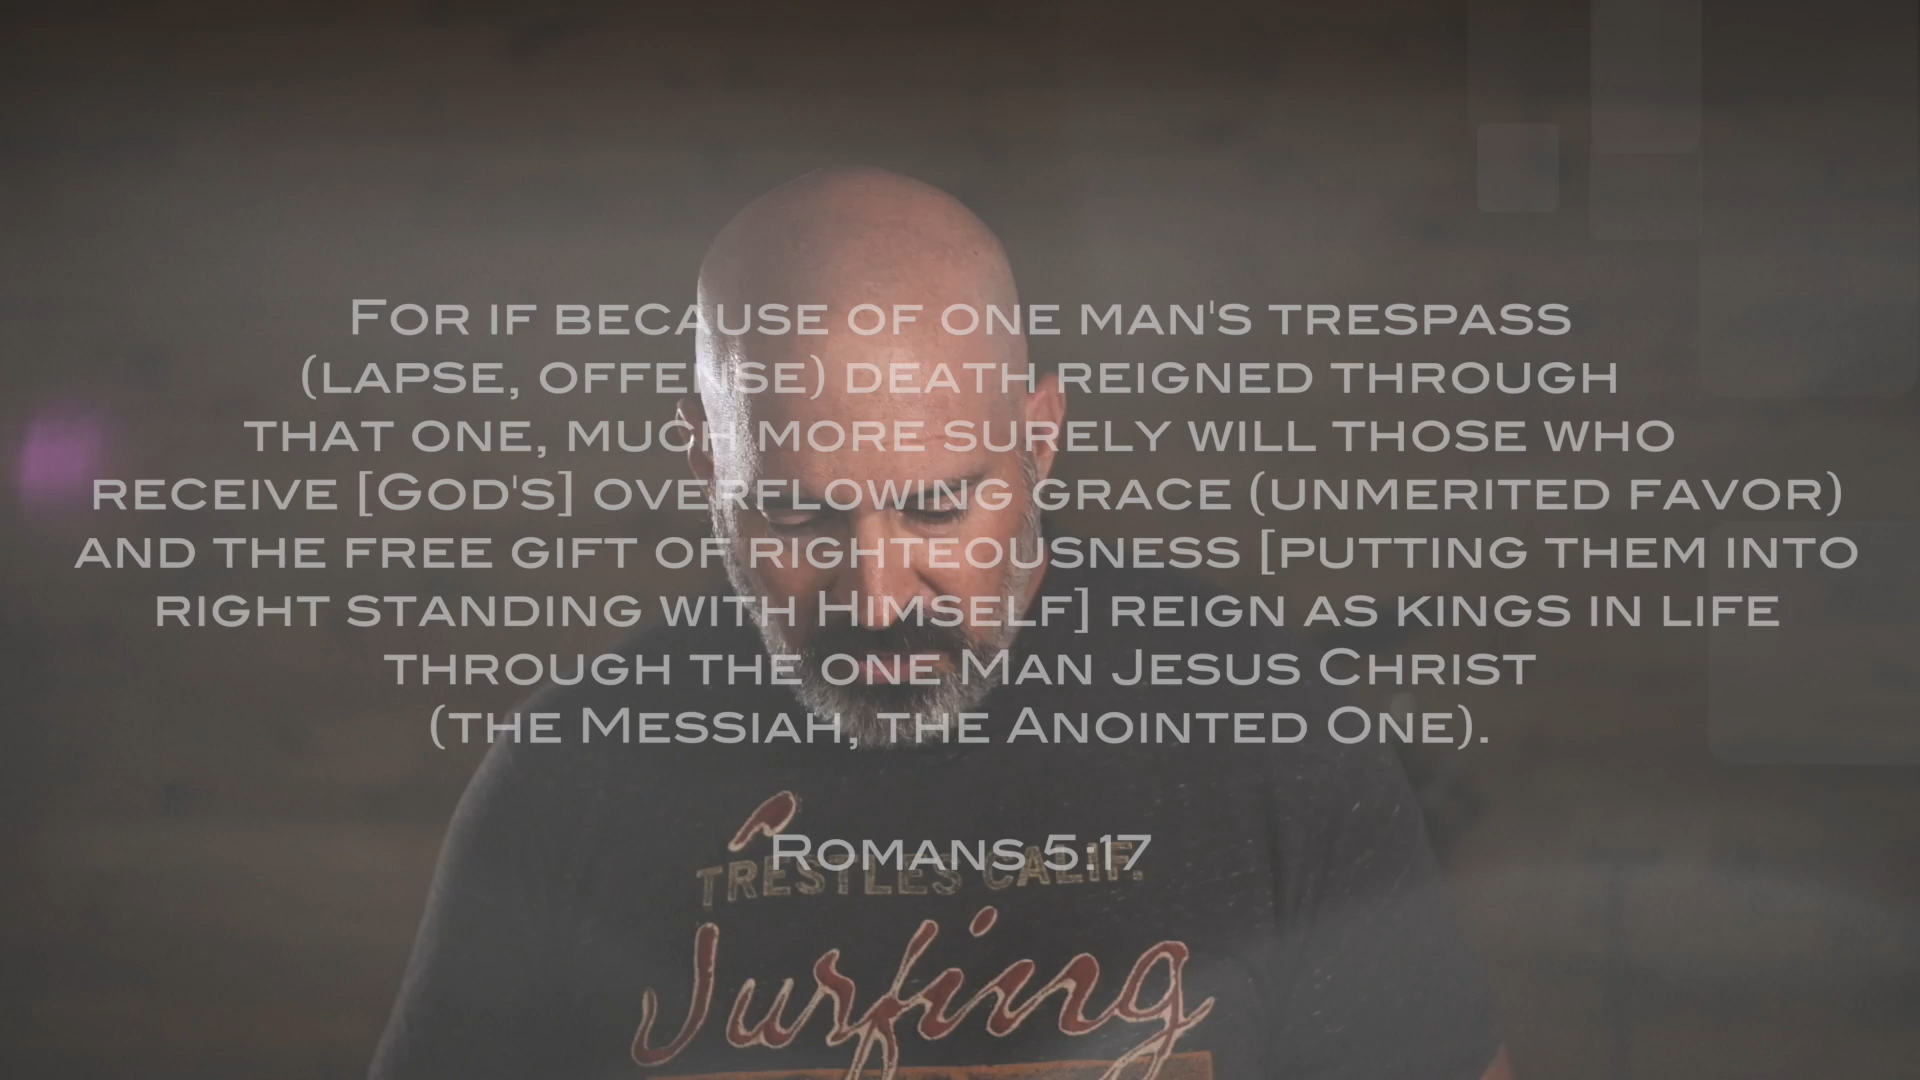 For if because of one man's trespass
(lapse, offense) death reigned through
that one, much more surely will those who
receive [God's] overflowing grace (unmerited favor)
and the free gift of righteousness [putting them into
right standing with Himself] reign as kings in life
through the one Man Jesus Christ
(the Messiah, the Anointed One).
Romans 5:17
TRESTLES CALIF.
Surfing